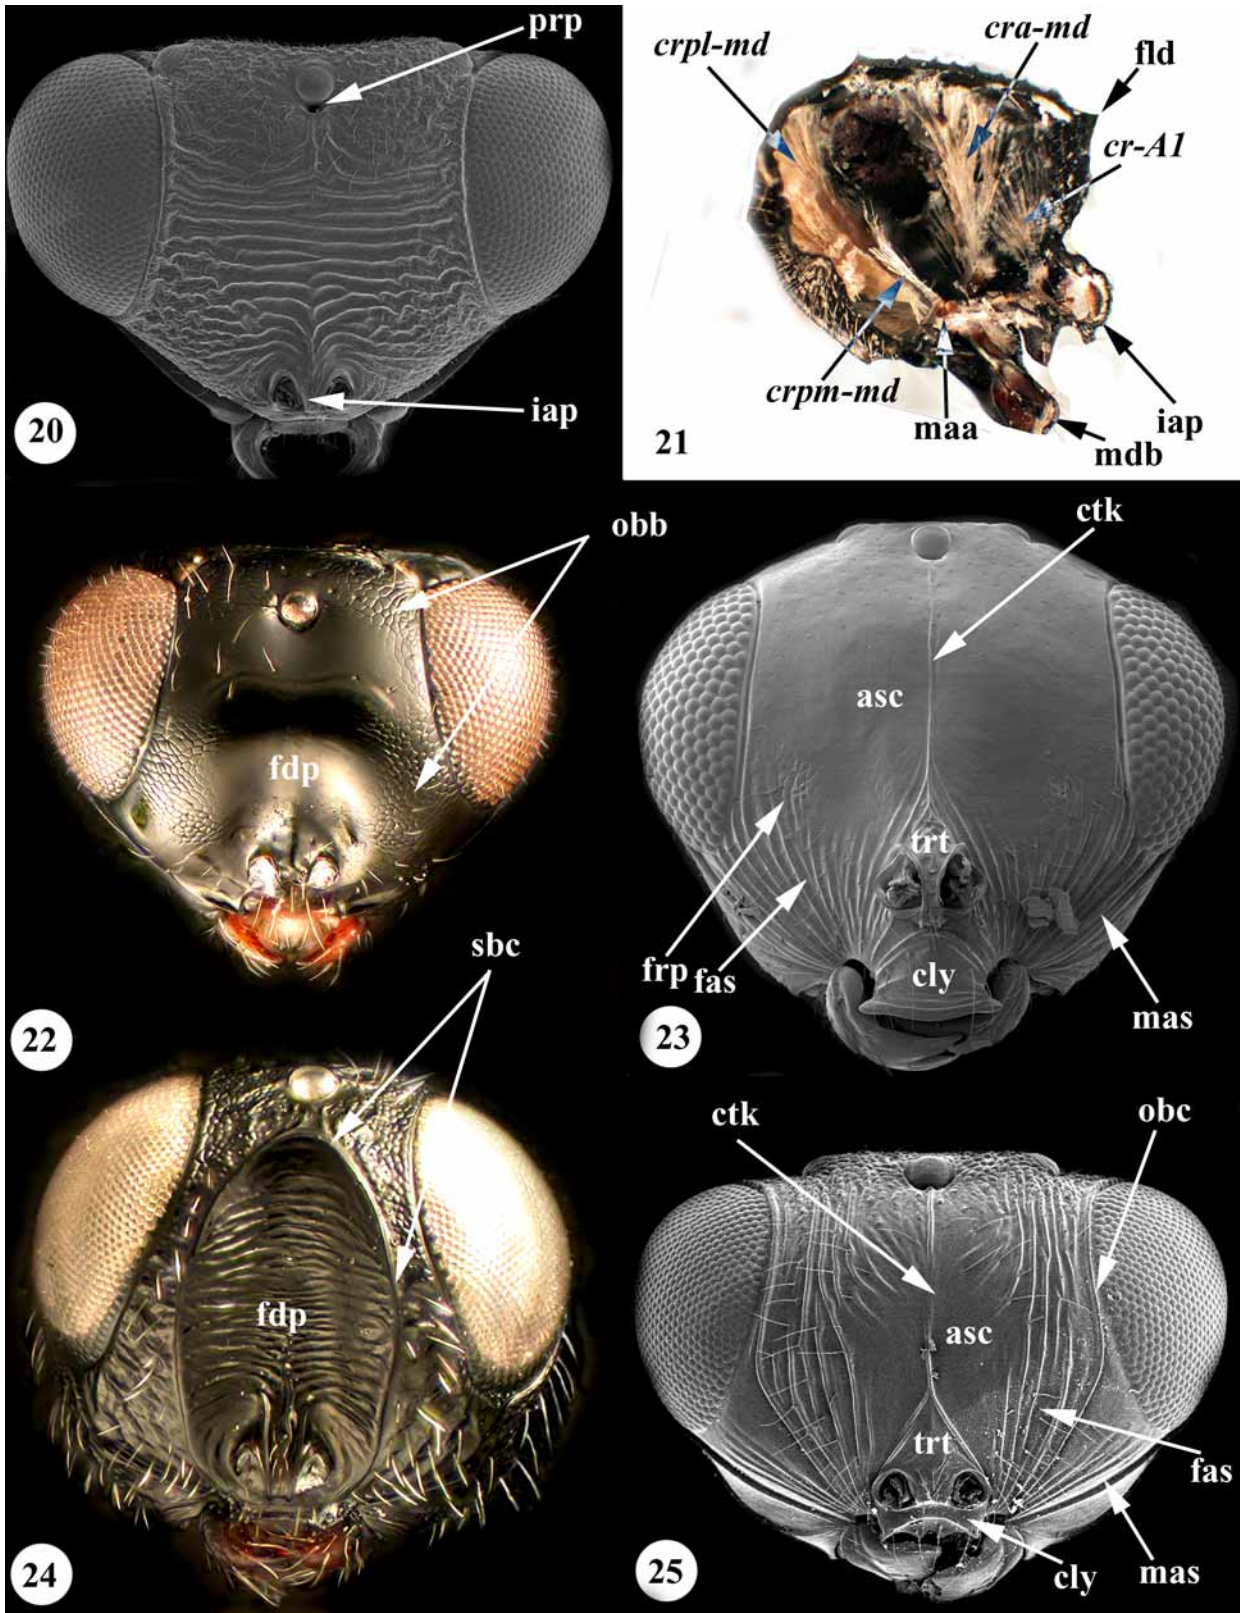 prp
iap
20
crpl-md
cra-md
fld
cr-A1
crpm-md
maa
iap
mdb
21
obb
fdp
22
ctk
asc
trt
frp
fas
cly
mas
23
sbc
fdp
24
ctk
obc
asc
trt
fas
cly
mas
25